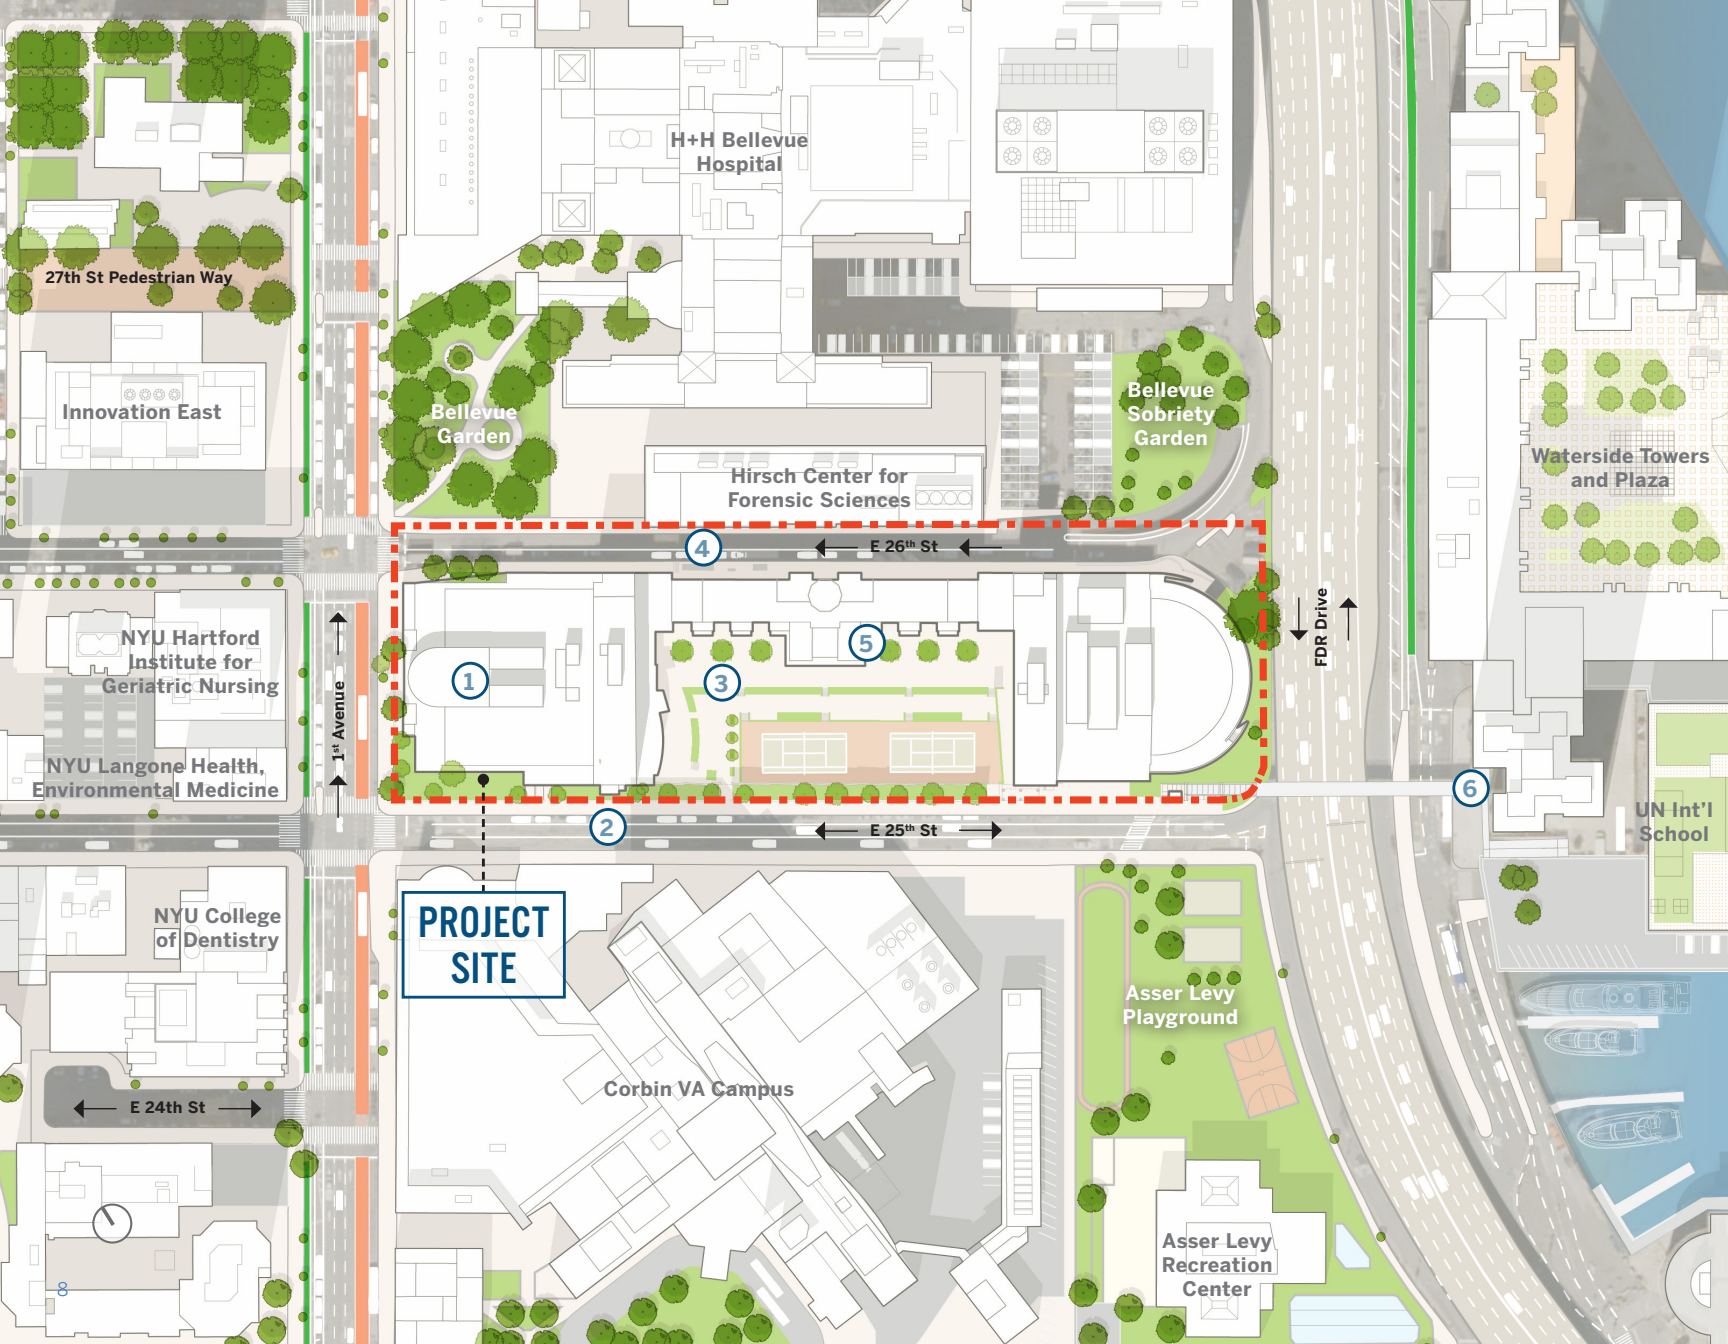 H+H Bellevue
Hospital
27th St Pedestrian Way
Innovation East
Bellevue
Garden
Bellevue
Sobriety
Garden
Hirsch Center for
Forensic Sciences
Waterside Towers
and Plaza
4
E 26th St
FDR Drive
NYU Hartford
Institute for
Geriatric Nursing
5
1
3
1st Avenue
NYU Langone Health,
Environmental Medicine
6
2
E 25th St
UN Int'l
School
PROJECT
SITE
NYU College
of Dentistry
Asser Levy
Playground
Corbin VA Campus
E 24th St
Asser Levy
Recreation
Center
8